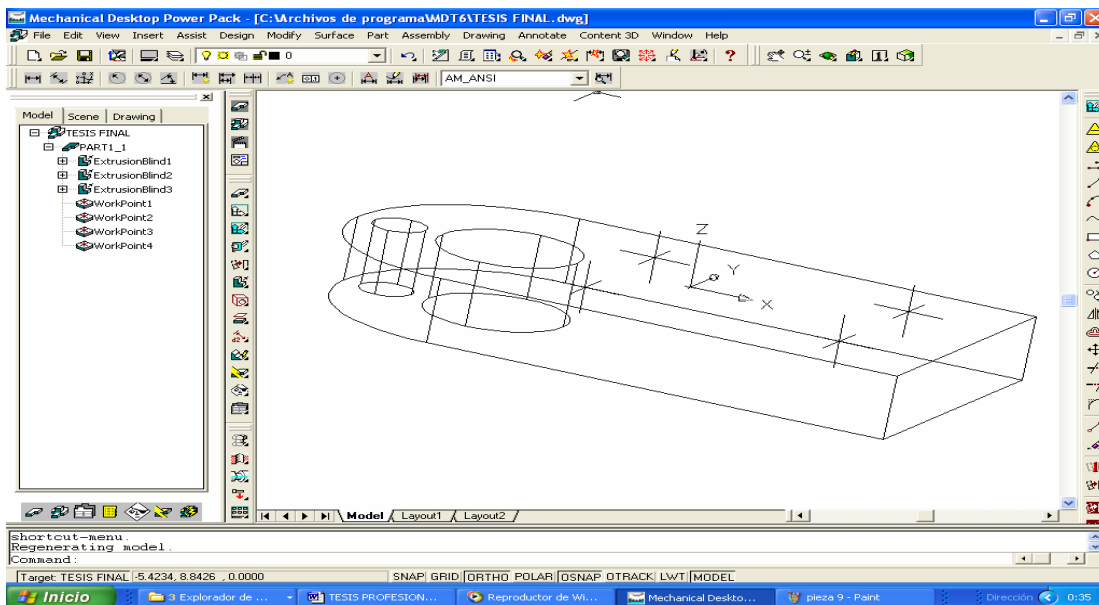 Mechanical Desktop Power Pack - [C:\Archivos de programa\MDT6\TESIS FINAL.dwg]
File Edit View Insert Assist Design Modify Surface Part Assembly Drawing Annotate Content 3D Window Help
0
AM_ANSI
Model Scene Drawing
TESIS FINAL
PART1_1
ExtrusionBlind1
ExtrusionBlind2
ExtrusionBlind3
WorkPoint1
WorkPoint2
WorkPoint3
WorkPoint4
Z
Y
X
Model Layout1 Layout2
shortcut-menu.
Regenerating model.
Command:
Target: TESIS FINAL -5.4234, 8.8426 , 0.0000 SNAP GRID ORTHO POLAR OSNAP OTRACK LWT MODEL
Inicio 3 Explorador de ... TESIS PROFESION... Reproductor de Wi... Mechanical Deskto... pieza 9 - Paint Dirección 0:35